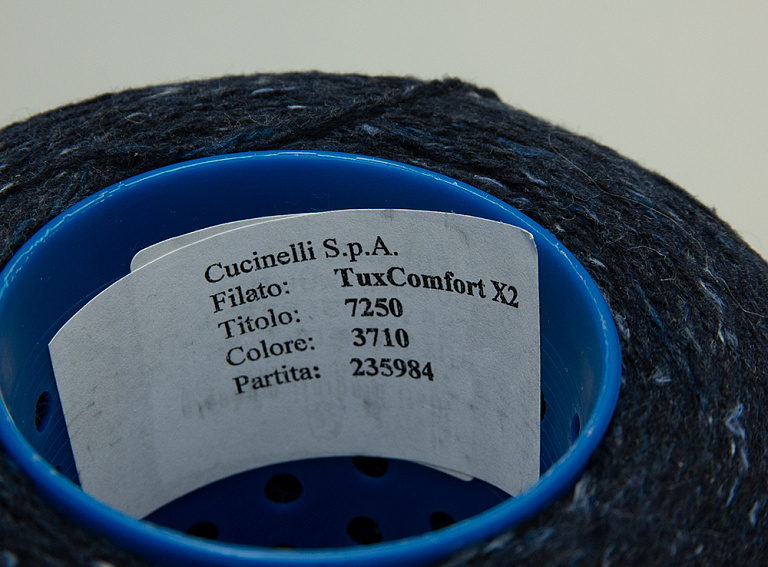 Cucinelli S.p.A.
Filato: TuxComfort X2
Titolo: 7250
Colore: 3710
Partita: 235984